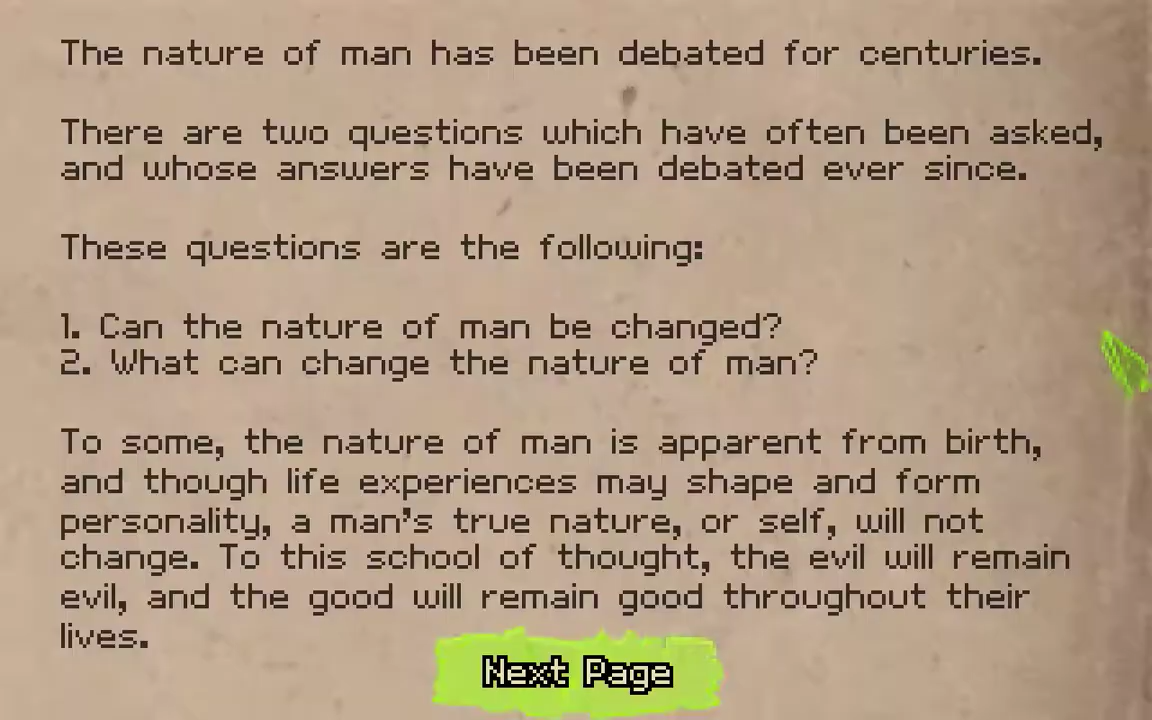 The nature of man has been debated for centuries.
There are two questions which have often been asked,
and whose answers have been debated ever since.
These questions are the following:
1. Can the nature of man be changed?
2. What can change the nature of man?
To some, the nature of man is apparent from birth,
and though life experiences may shape and form
personality, a man's true nature, or self, will not
change. To this school of thought, the evil will remain
evil, and the good will remain good throughout their
lives.
Next Page